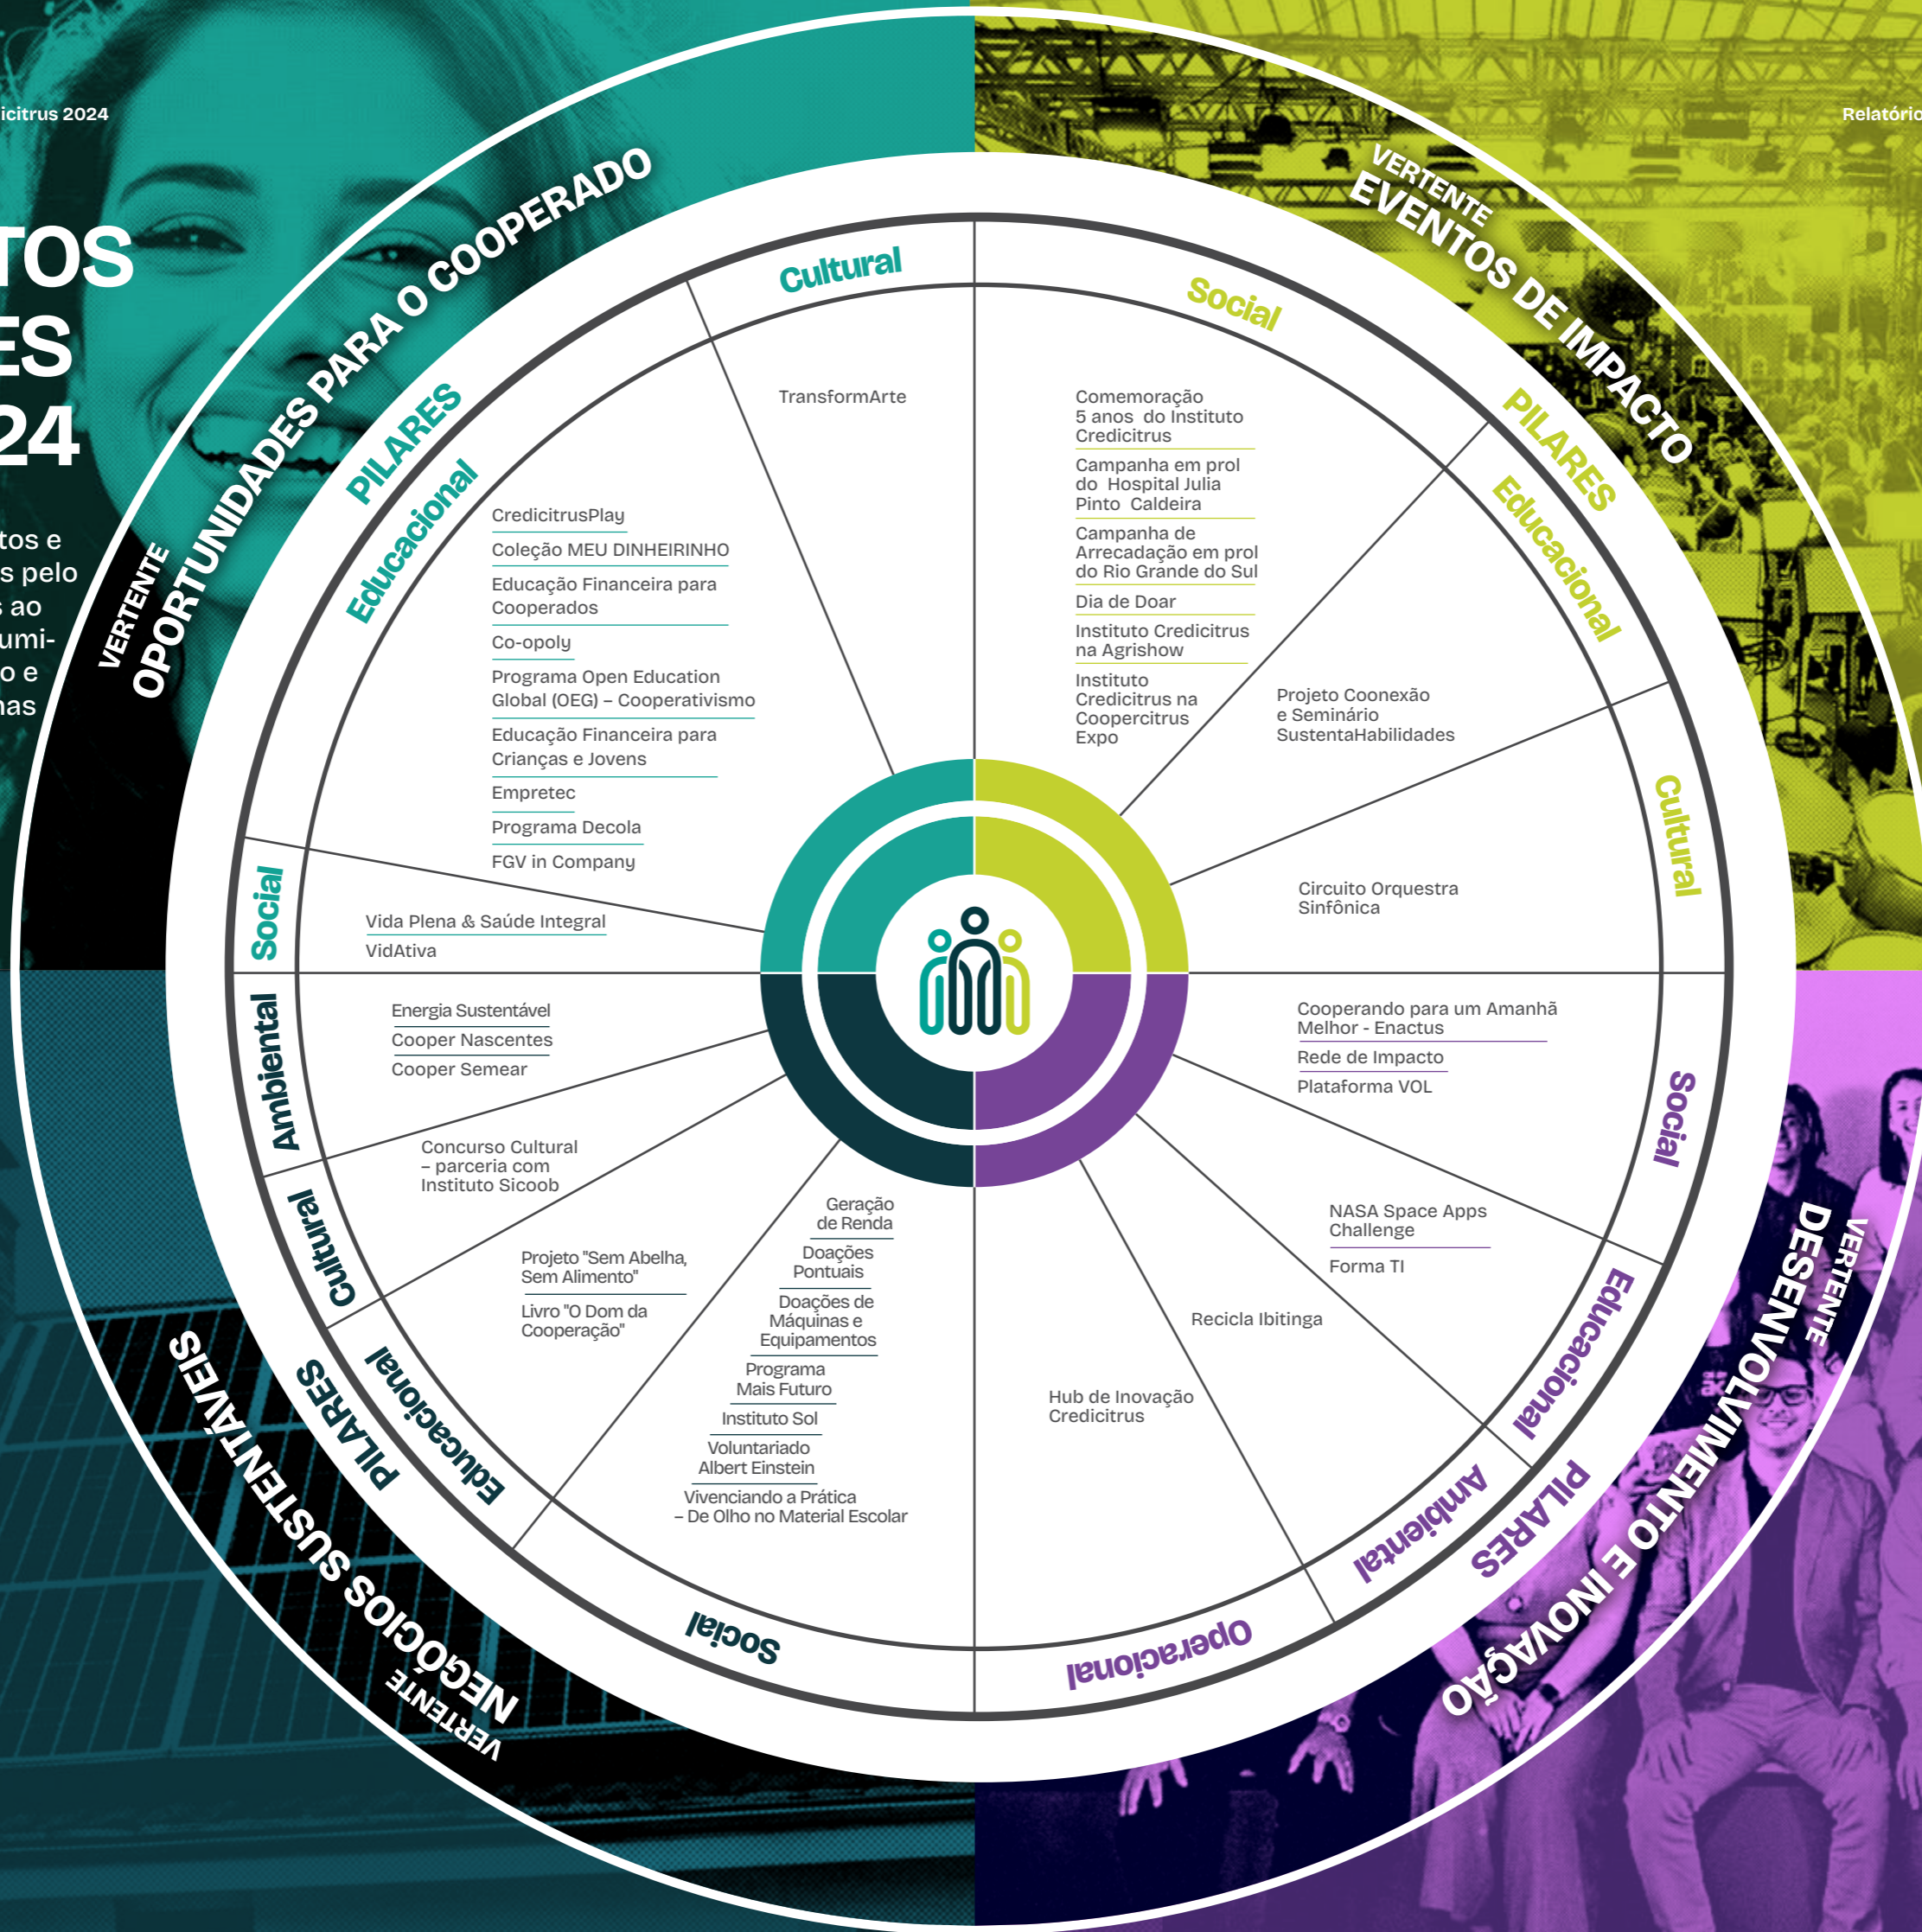 icitrus 2024
Relatório
TOS
ES
24
tos e
s pelo
s ao
umi-
o e
nas
VERTENTE
OPORTUNIDADES PARA O COOPERADO
PILARES
Cultural
TransformArte
Educacional
CredicitrusPlay
Coleção MEU DINHEIRINHO
Educação Financeira para
Cooperados
Co-opoly
Programa Open Education
Global (OEG) – Cooperativismo
Educação Financeira para
Crianças e Jovens
Empretec
Programa Decola
FGV in Company
Social
Vida Plena & Saúde Integral
VidAtiva
VERTENTE
EVENTOS DE IMPACTO
PILARES
Social
Comemoração
5 anos do Instituto
Credicitrus
Campanha em prol
do Hospital Julia
Pinto Caldeira
Campanha de
Arrecadação em prol
do Rio Grande do Sul
Dia de Doar
Instituto Credicitrus
na Agrishow
Instituto
Credicitrus na
Coopercitrus
Expo
Educacional
Projeto Coonexão
e Seminário
SustentaHabilidades
Cultural
Circuito Orquestra
Sinfônica
VERTENTE
DESENVOLVIMENTO E INOVAÇÃO
PILARES
Social
Cooperando para um Amanhã
Melhor - Enactus
Rede de Impacto
Plataforma VOL
Educacional
NASA Space Apps
Challenge
Forma TI
Ambiental
Recicla Ibitinga
Operacional
Hub de Inovação
Credicitrus
VERTENTE
NEGÓCIOS SUSTENTÁVEIS
PILARES
Ambiental
Energia Sustentável
Cooper Nascentes
Cooper Semear
Cultural
Concurso Cultural
– parceria com
Instituto Sicoob
Educacional
Projeto "Sem Abelha,
Sem Alimento"
Livro "O Dom da
Cooperação"
Social
Geração
de Renda
Doações
Pontuais
Doações de
Máquinas e
Equipamentos
Programa
Mais Futuro
Instituto Sol
Voluntariado
Albert Einstein
Vivenciando a Prática
– De Olho no Material Escolar